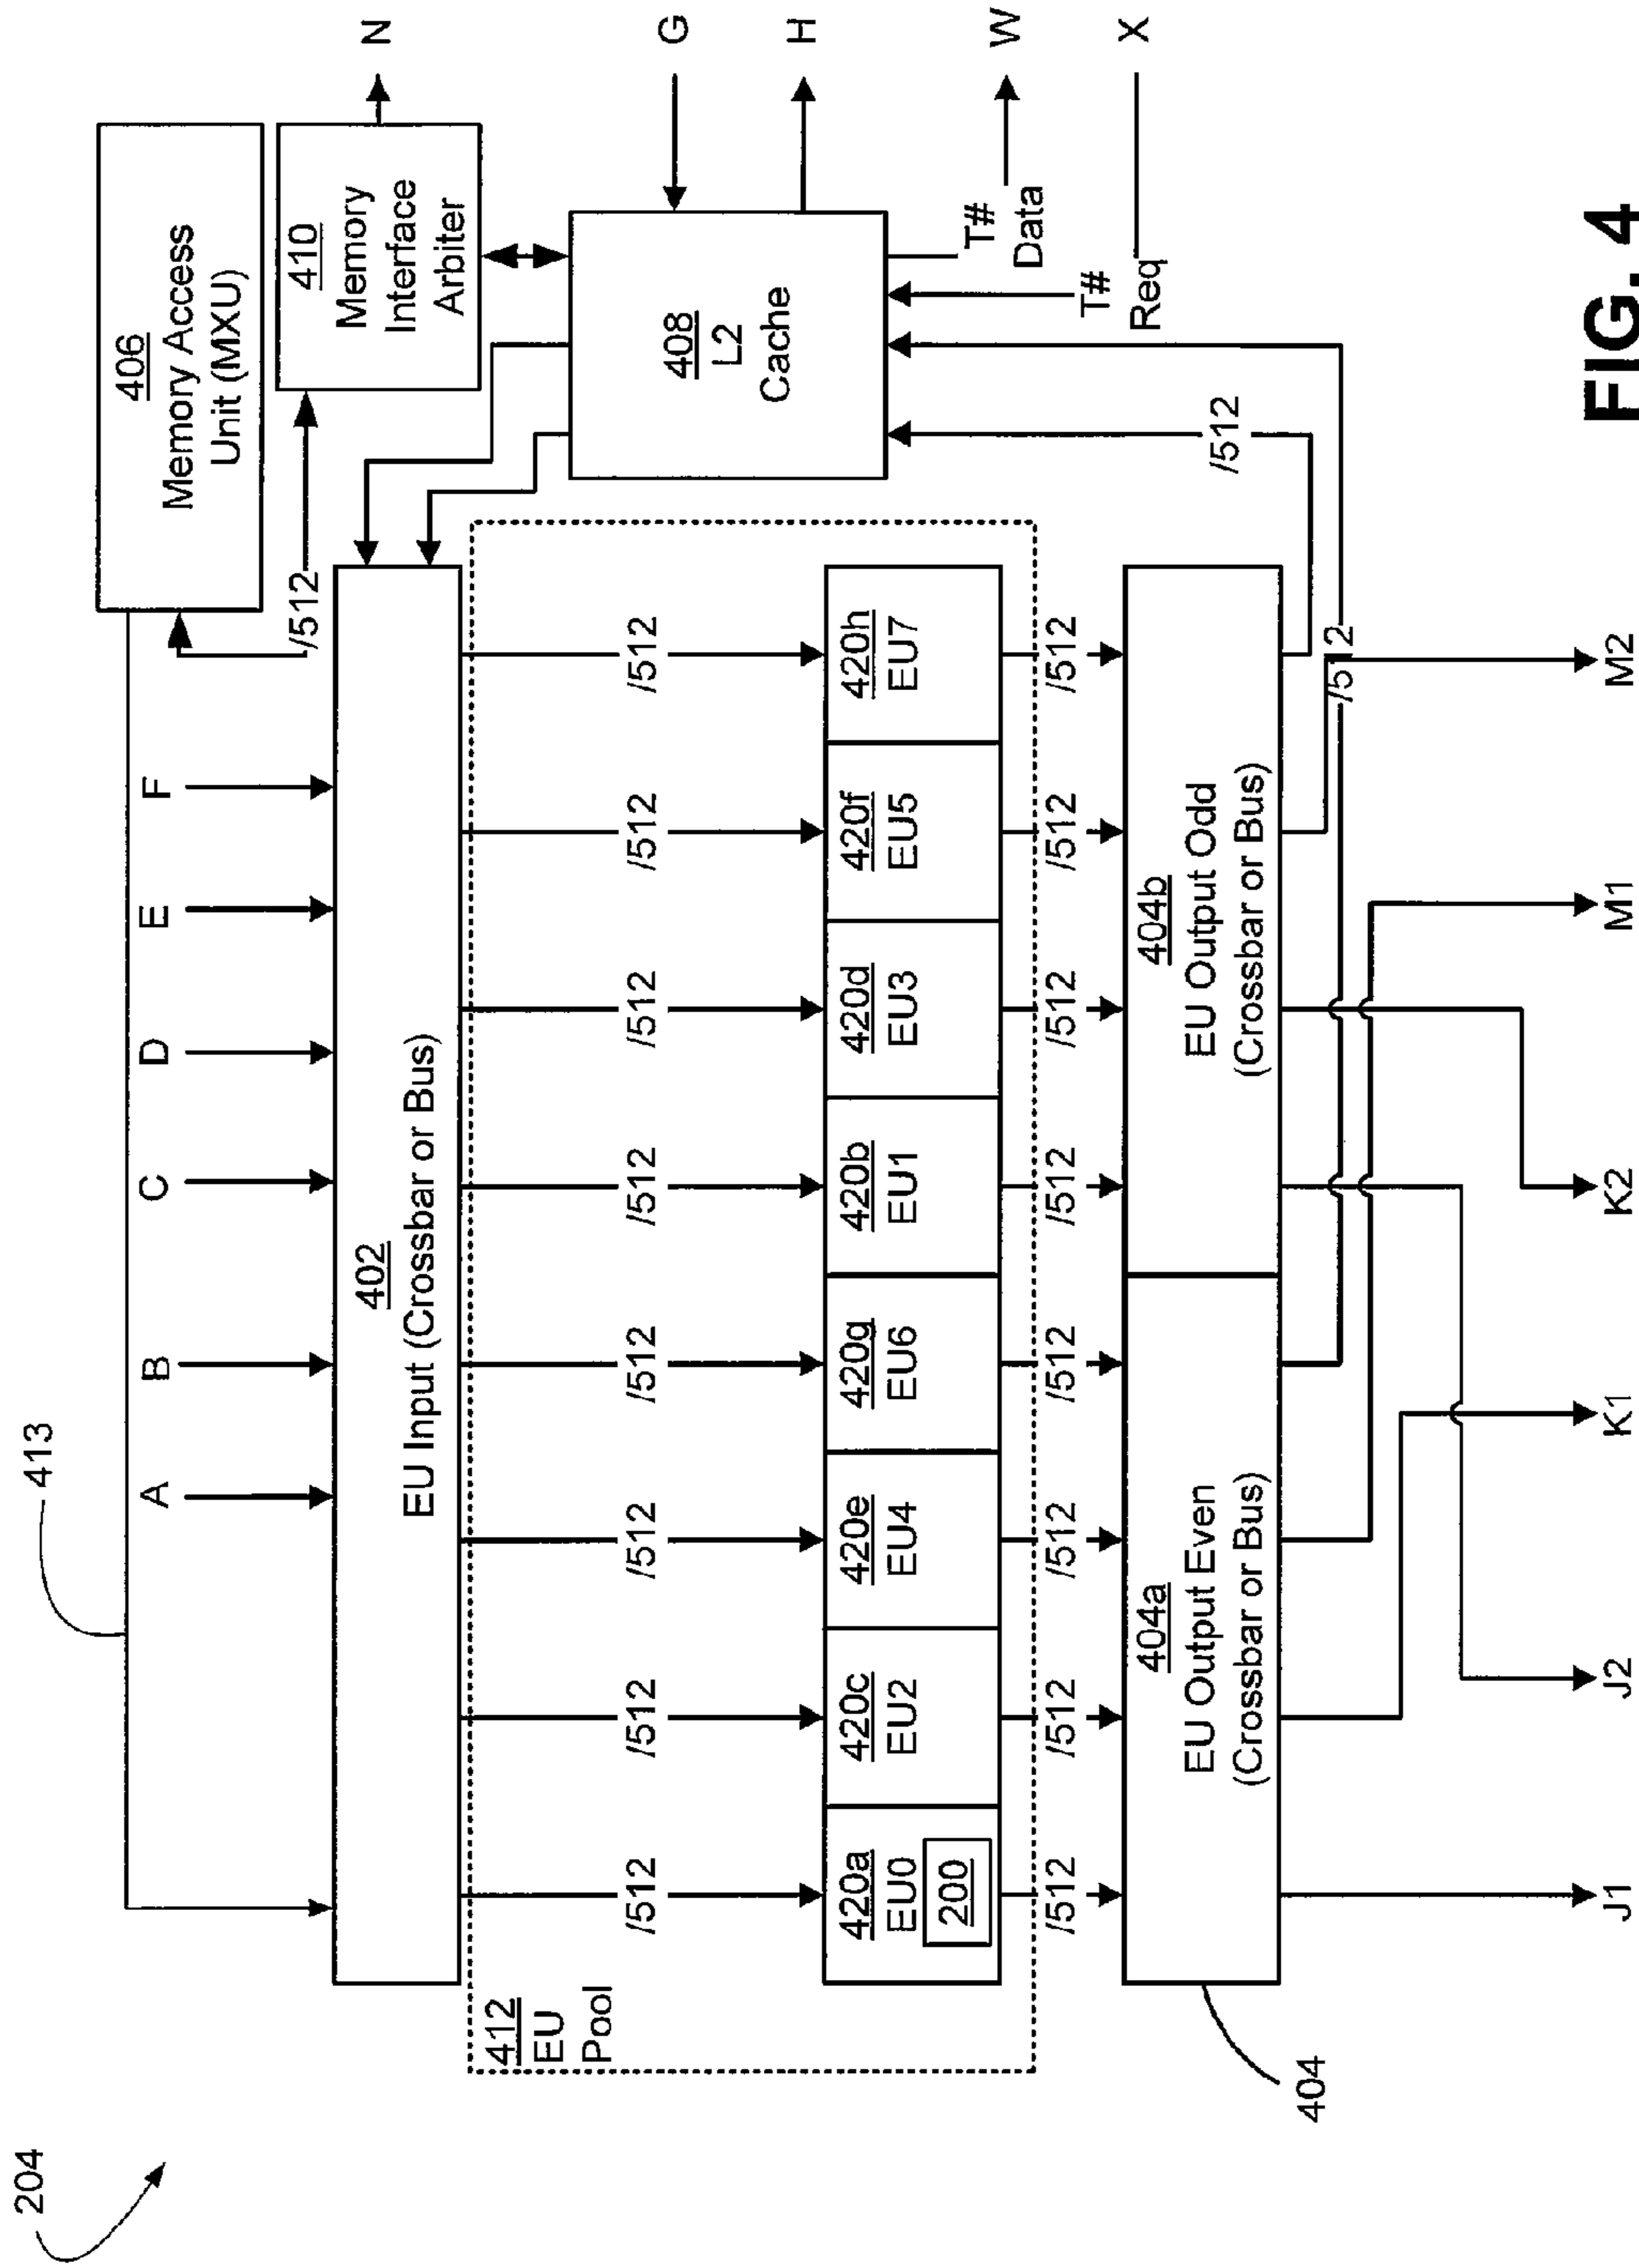 204
413
A
B
C
D
E
F
406
Memory Access
Unit (MXU)
/512
410
Memory
Interface
Arbiter
N
402
EU Input (Crossbar or Bus)
G
H
408
L2
Cache
T#
Data
W
T#
Req
X
412
EU
Pool
/512
/512
/512
/512
/512
/512
/512
/512
420a
EU0
200
420c
EU2
420e
EU4
420g
EU6
420b
EU1
420d
EU3
420f
EU5
420h
EU7
/512
/512
/512
/512
/512
/512
/512
/512
404a
EU Output Even
(Crossbar or Bus)
404b
EU Output Odd
(Crossbar or Bus)
/512
/512
404
J1
J2
K1
K2
M1
M2
FIG. 4